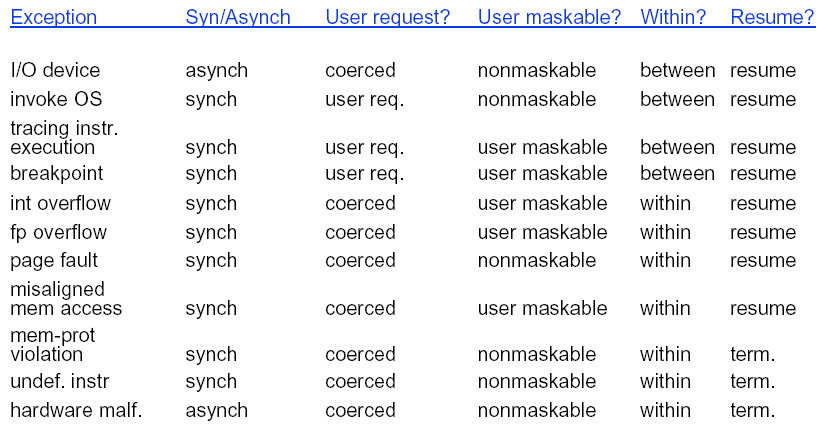 Exception Syn/Asynch User request? User maskable? Within? Resume?
I/O device asynch coerced nonmaskable between resume
invoke OS synch user req. nonmaskable between resume
tracing instr.
execution synch user req. user maskable between resume
breakpoint synch user req. user maskable between resume
int overflow synch coerced user maskable within resume
fp overflow synch coerced user maskable within resume
page fault synch coerced nonmaskable within resume
misaligned
mem access synch coerced user maskable within resume
mem-prot
violation synch coerced nonmaskable within term.
undef. instr synch coerced nonmaskable within term.
hardware malf. asynch coerced nonmaskable within term.